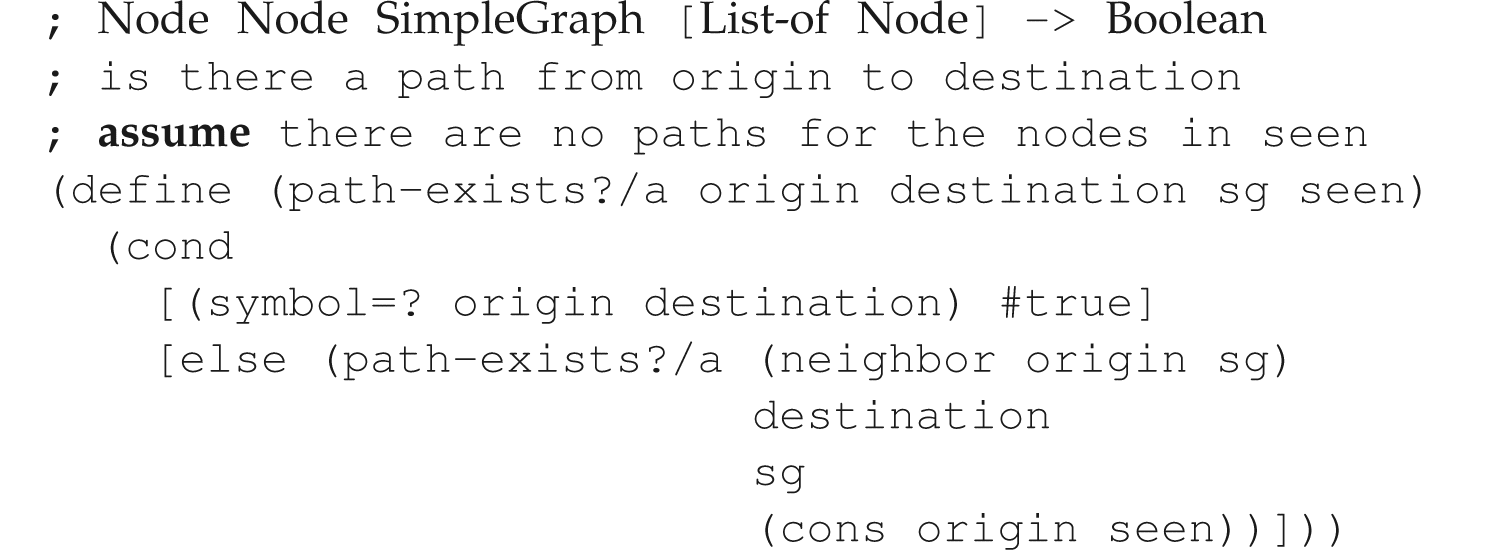 ; Node Node SimpleGraph [List-of Node] -> Boolean
; is there a path from origin to destination
; assume there are no paths for the nodes in seen
(define (path-exists?/a origin destination sg seen)
  (cond
    [(symbol=? origin destination) #true]
    [else (path-exists?/a (neighbor origin sg)
                          destination
                          sg
                          (cons origin seen))]))